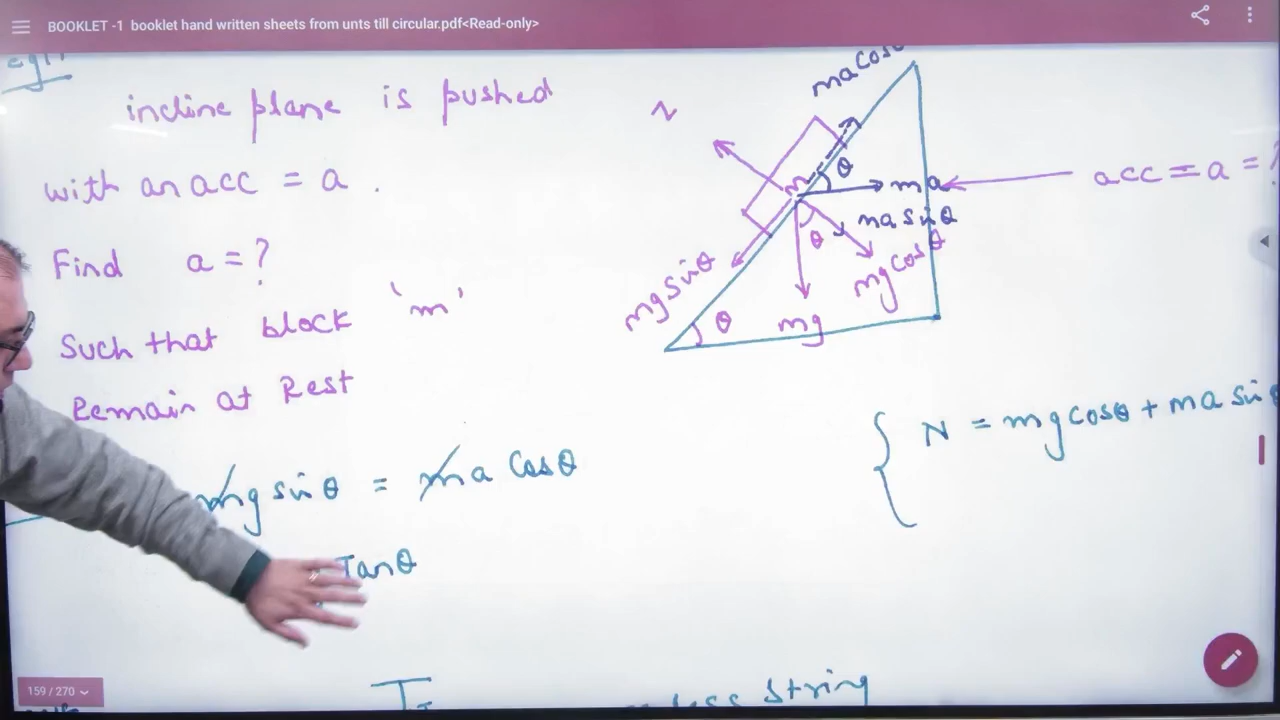 BOOKLET -1 booklet hand written sheets from unts till circular.pdf<Read-only>
incline plane is pushed
with an acc = a .
Find a = ?
Such that block 'm'
Remain at Rest
mg sin θ = ma Cos θ
Tan θ
N
ma cos
θ
m
ma
acc = a = ?
ma sin θ
θ
mg cos θ
mg sin θ
θ
mg
N = mg cos θ + ma sin
string
159 / 270